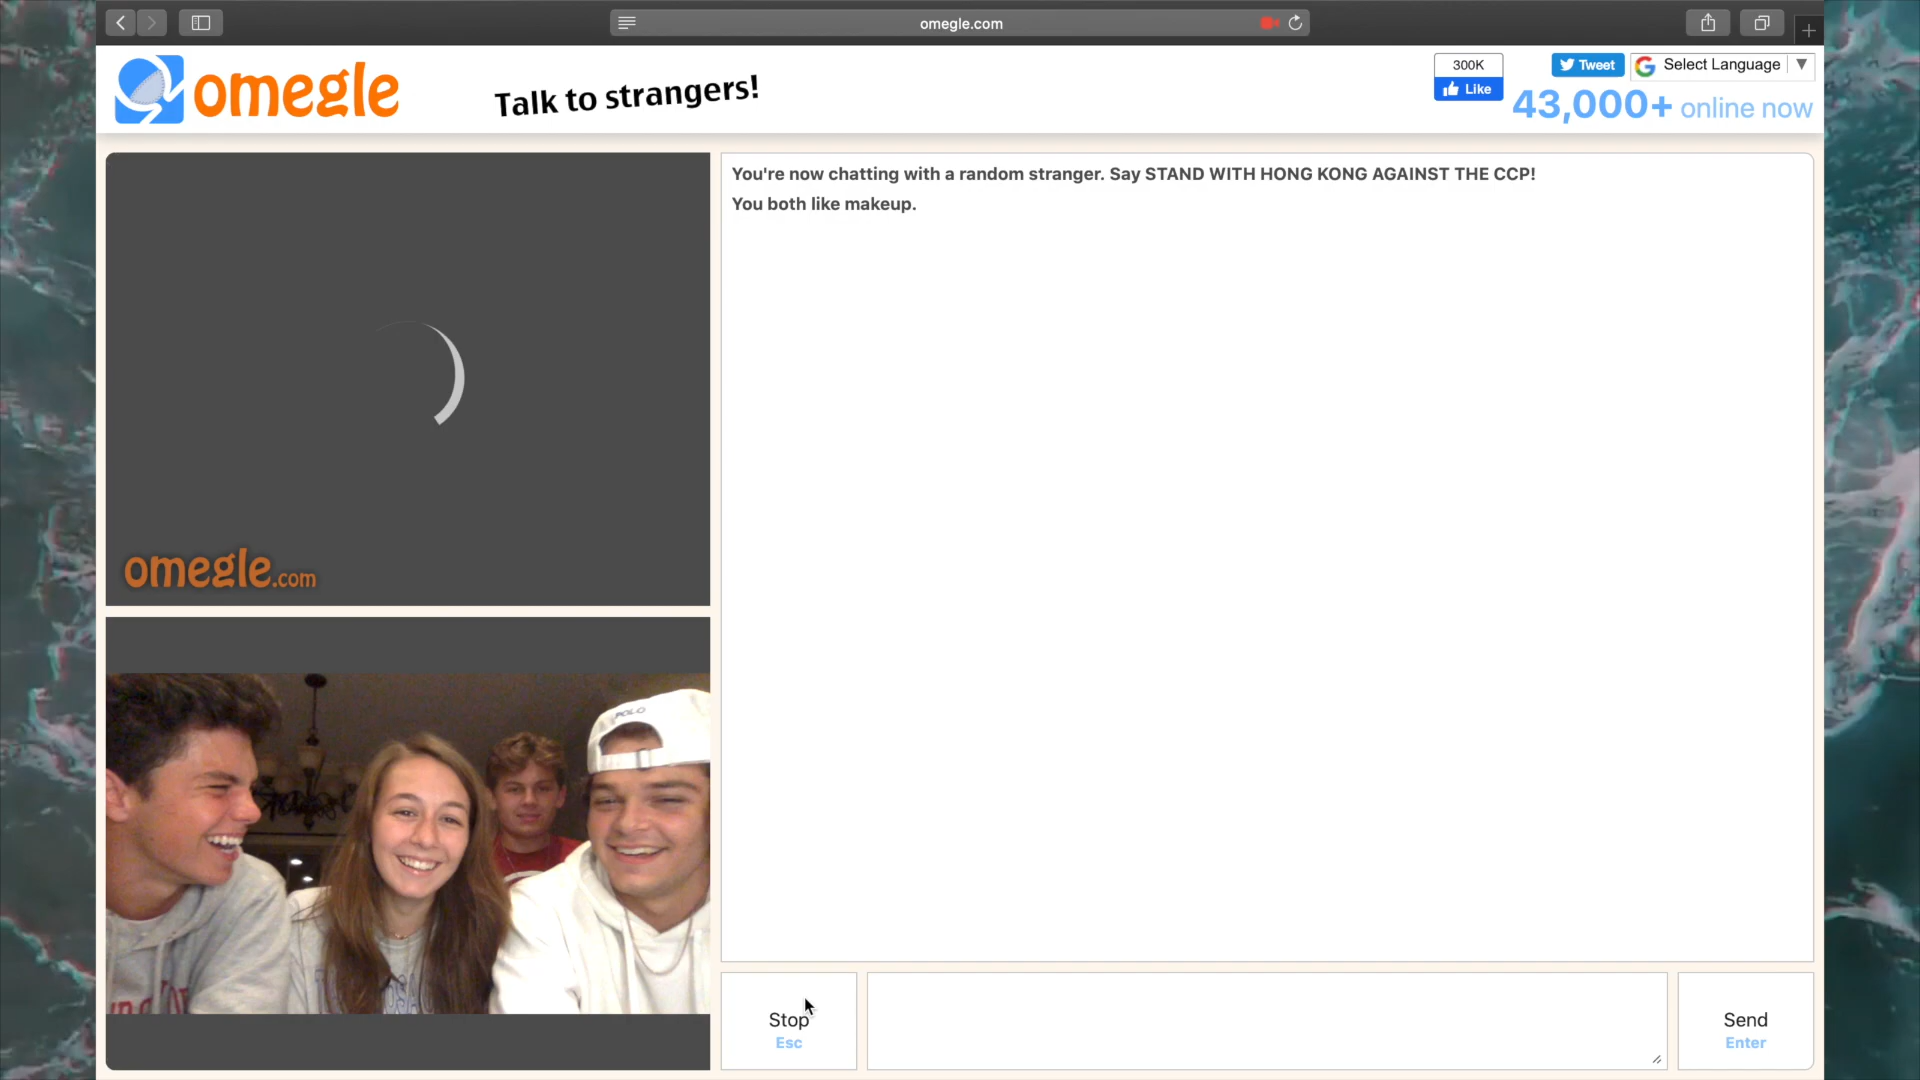 omegle.com
omegle
Talk to strangers!
300K
Like
Tweet
Select Language
43,000+ online now
You're now chatting with a random stranger. Say STAND WITH HONG KONG AGAINST THE CCP!
You both like makeup.
omegle.com
POLO
Stop
Esc
Send
Enter